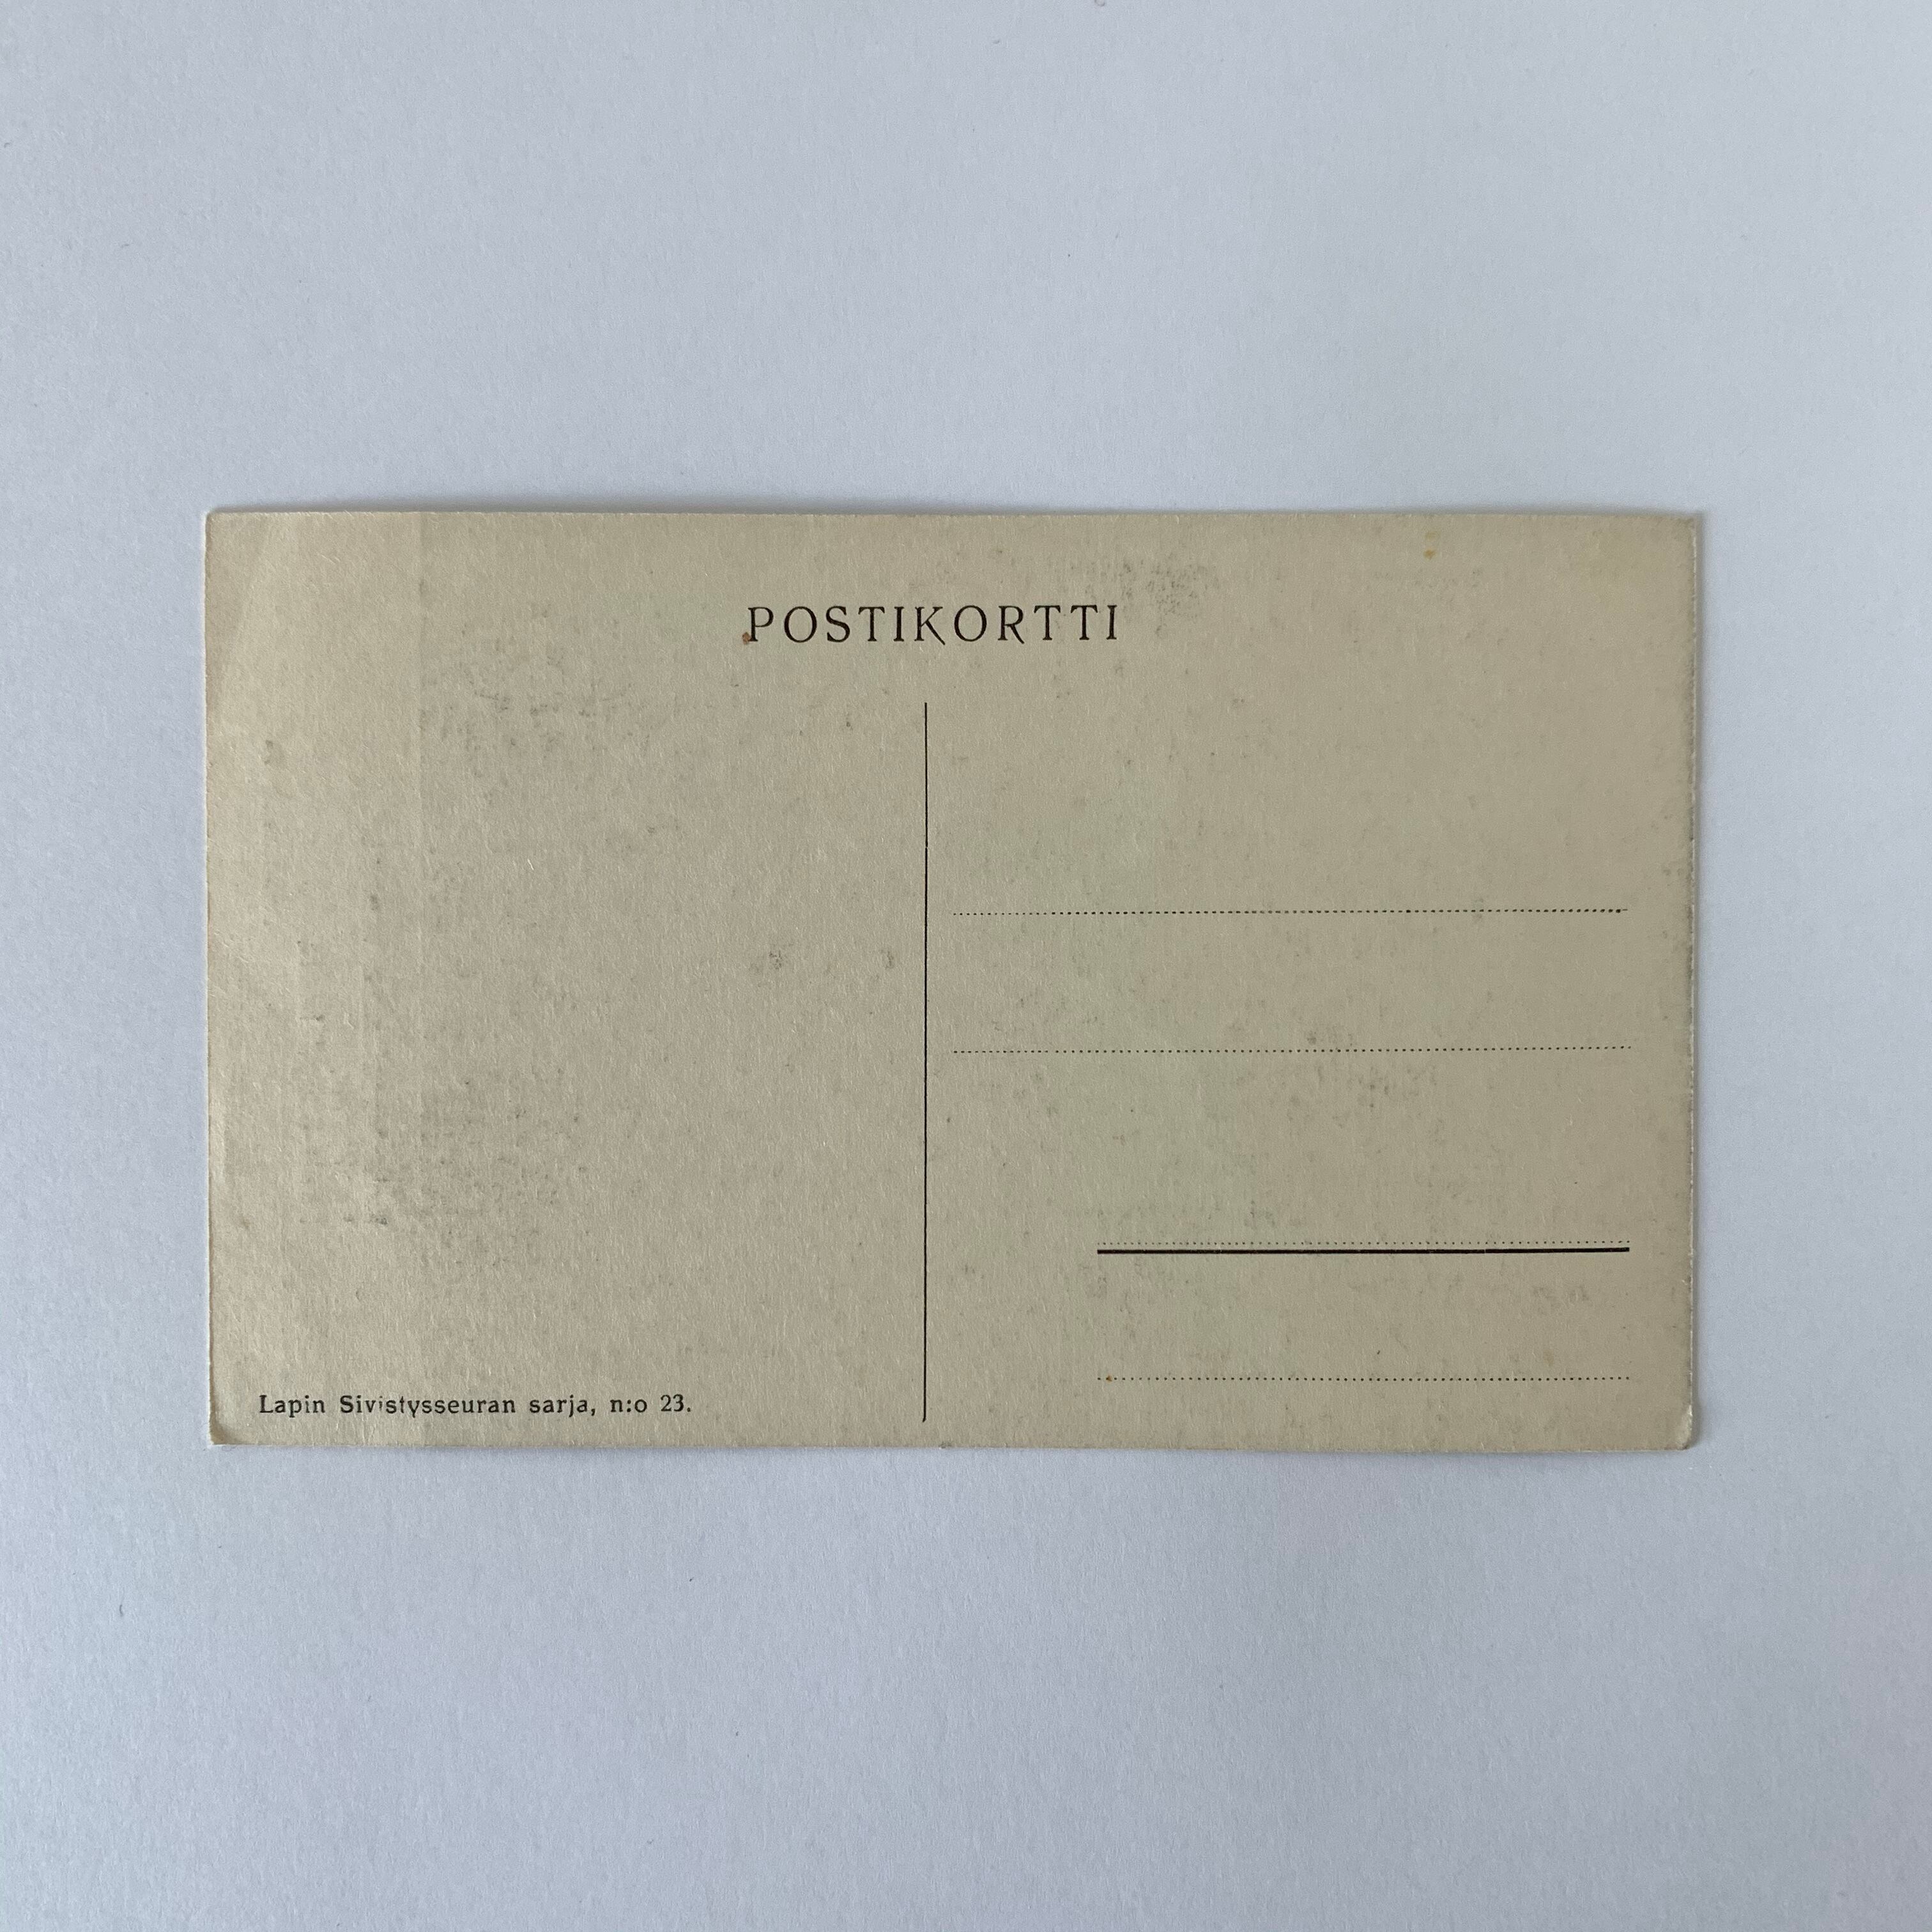 POSTIKORTTI
Lapin Sivistysseuran sarja, n:o 23.